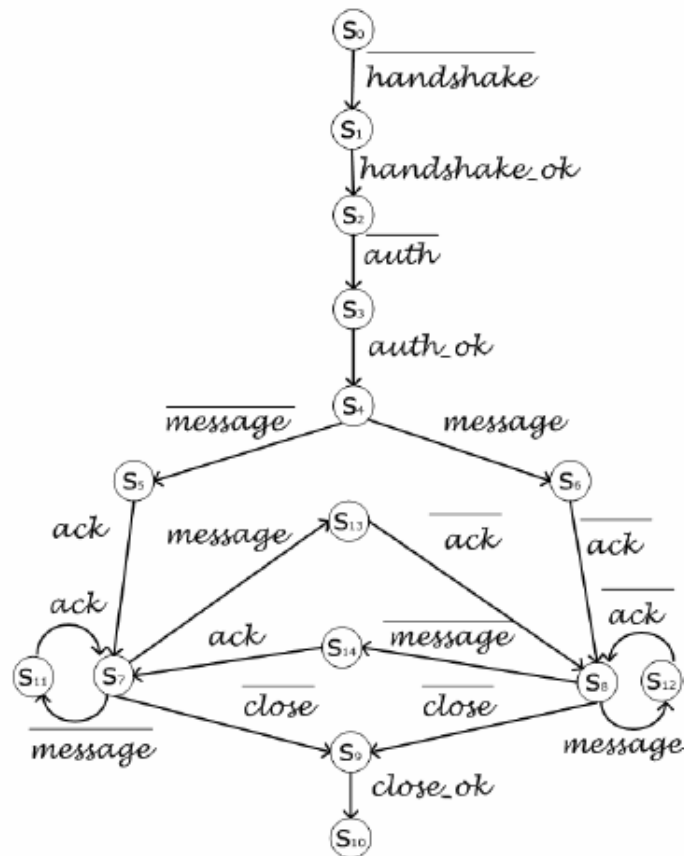 S0
handshake
S1
handshake_ok
S2
auth
S3
auth_ok
S4
message message
S5 S6
ack message S13 ack ack
ack ack message ack
S11 S7 S14 S8 S12
message close close message
S9
close_ok
S10